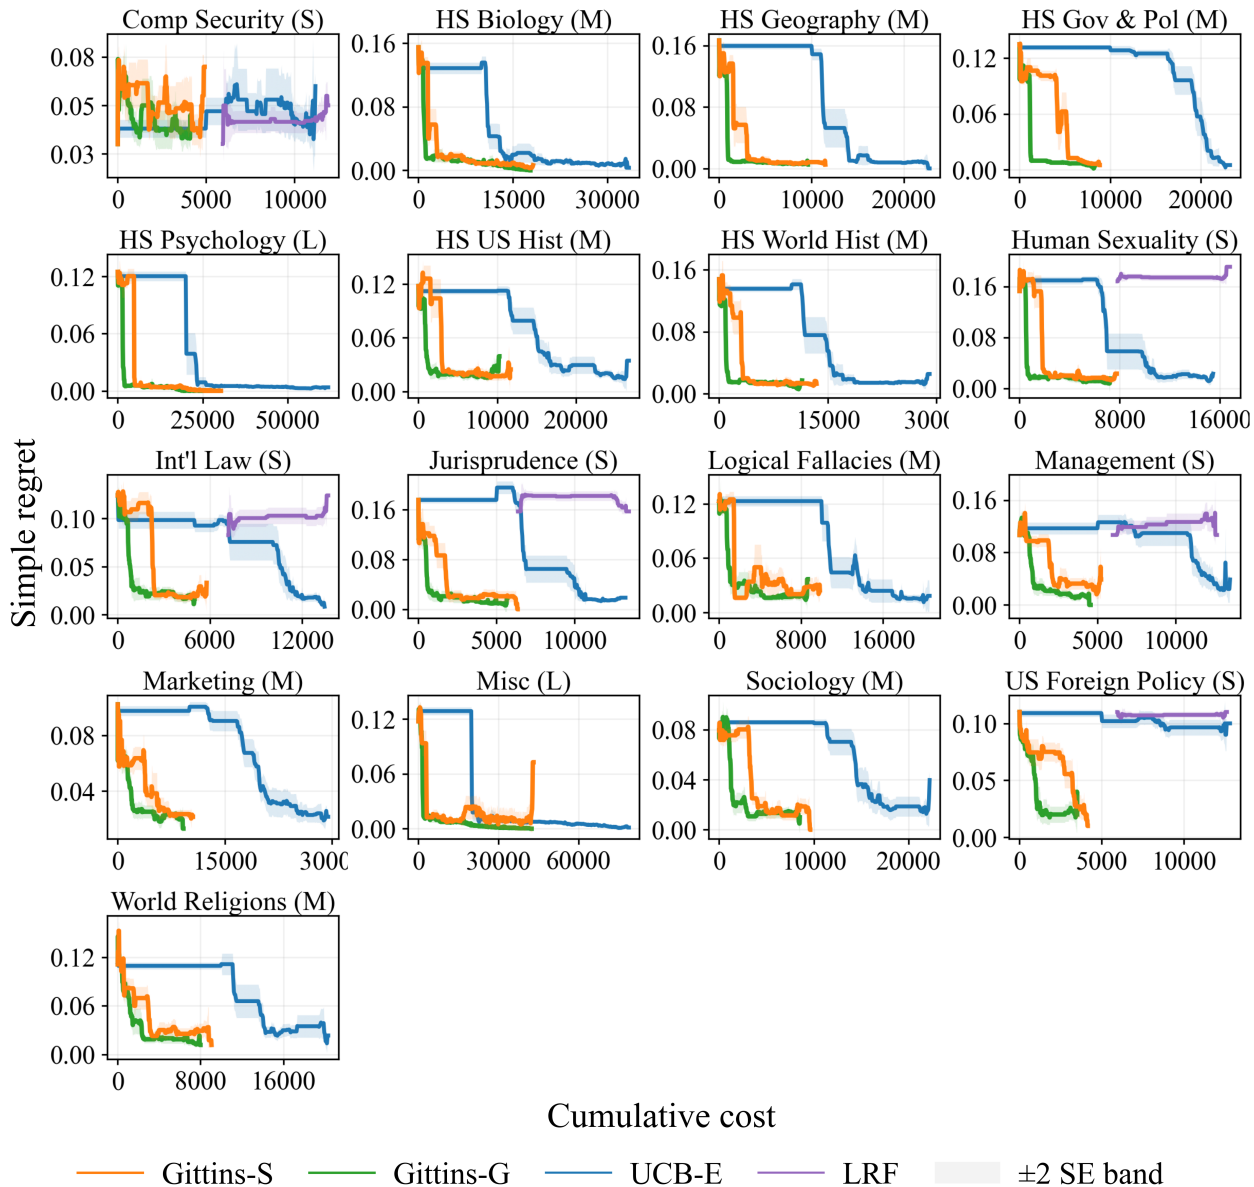 Comp Security (S) HS Biology (M) HS Geography (M) HS Gov & Pol (M)
0.08 0.16 0.16 0.12
0.05 0.08 0.08 0.06
0.03 0.00 0.00 0.00
0 5000 10000 0 15000 30000 0 10000 20000 0 10000 20000
HS Psychology (L) HS US Hist (M) HS World Hist (M) Human Sexuality (S)
0.12 0.12 0.16 0.16
0.06 0.06 0.08 0.08
0.00 0.00 0.00 0.00
0 25000 50000 0 10000 20000 0 15000 3000 0 8000 16000
Simple regret
Int'l Law (S) Jurisprudence (S) Logical Fallacies (M) Management (S)
0.10 0.16 0.12 0.16
0.05 0.08 0.06 0.08
0.00 0.00 0.00 0.00
0 6000 12000 0 5000 10000 0 8000 16000 0 5000 10000
Marketing (M) Misc (L) Sociology (M) US Foreign Policy (S)
0.08 0.12 0.08 0.10
0.04 0.06 0.04 0.05
0.00 0.00 0.00
0 15000 3000 0 30000 60000 0 10000 20000 0 5000 10000
World Religions (M)
0.12
0.06
0.00
0 8000 16000
Cumulative cost
Gittins-S Gittins-G UCB-E LRF ±2 SE band